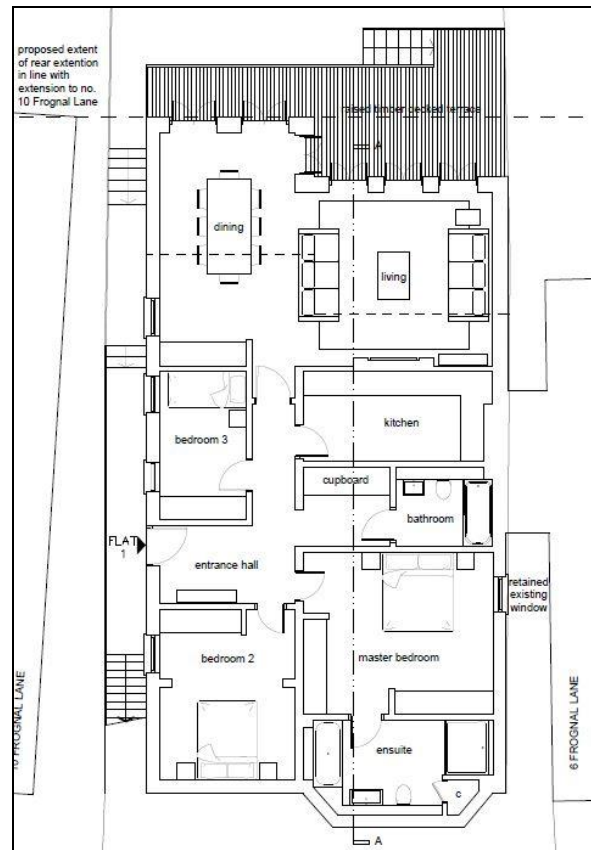 proposed extent
of rear extention
in line with
extension to no.
10 Frognal Lane
raised timber decked terrace
A
dining
living
kitchen
bedroom 3
cupboard
bathroom
FLAT
1
entrance hall
retained
existing
window
bedroom 2
master bedroom
ensuite
c
10 FROGNAL LANE
6 FROGNAL LANE
A